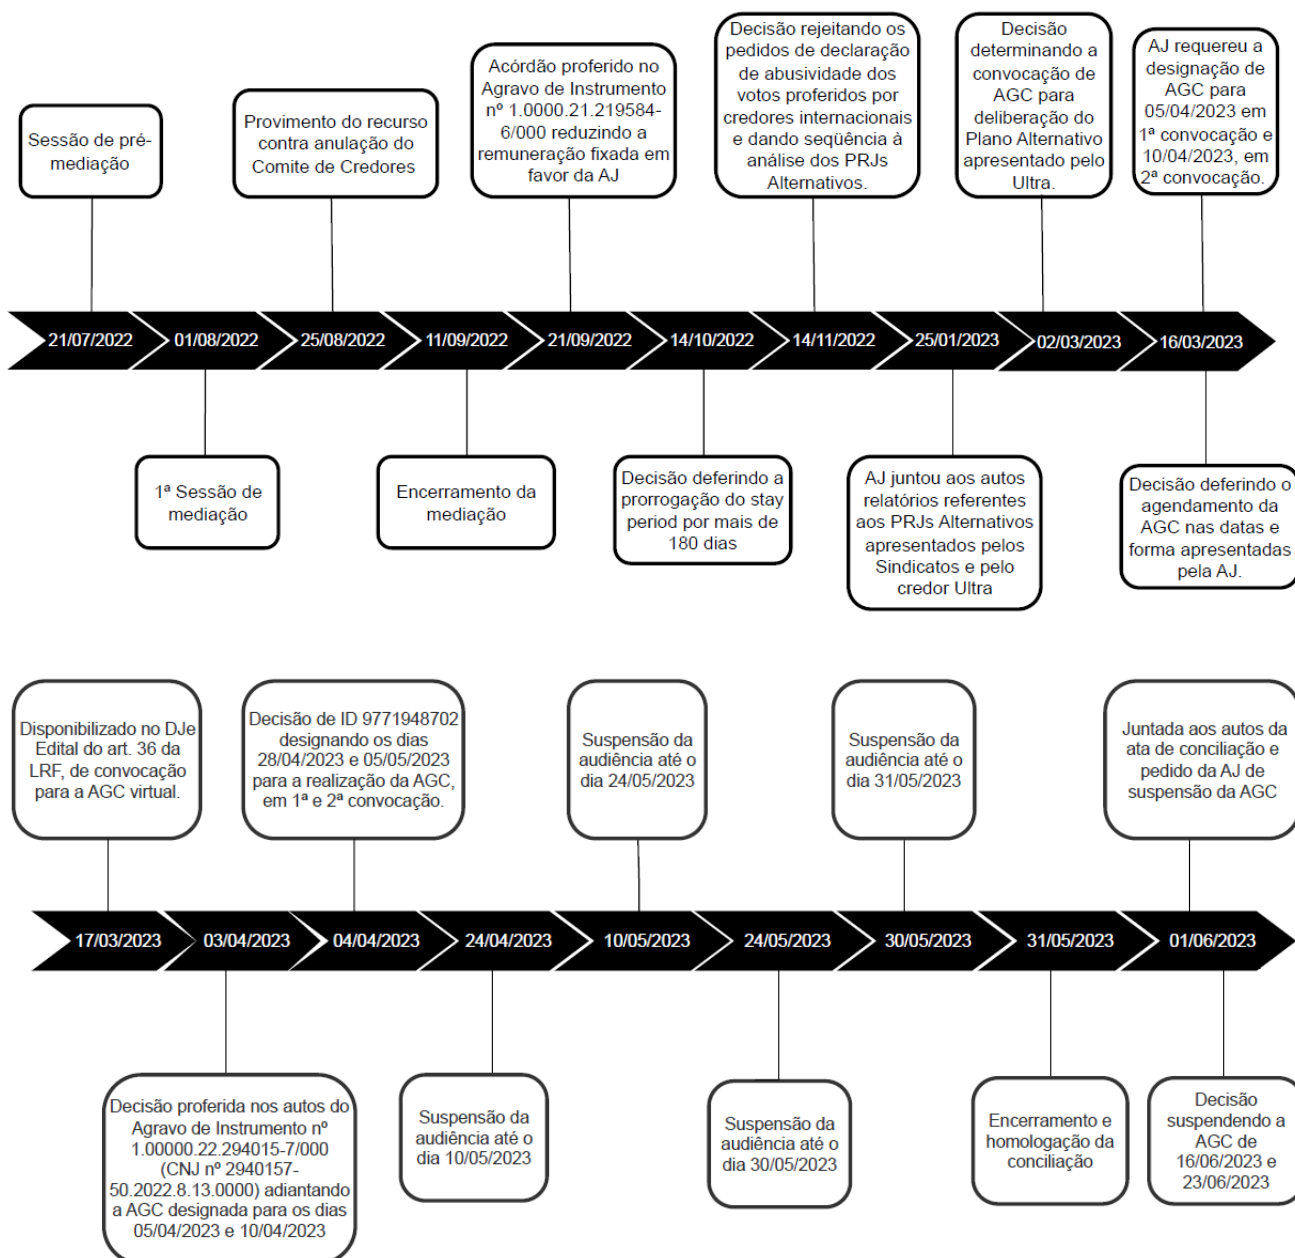 Sessão de pré-
mediação
Provimento do recurso
contra anulação do
Comite de Credores
Acórdão proferido no
Agravo de Instrumento
nº 1.0000.21.219584-
6/000 reduzindo a
remuneração fixada em
favor da AJ
Decisão rejeitando os
pedidos de declaração
de abusividade dos
votos proferidos por
credores internacionais
e dando seqüência à
análise dos PRJs
Alternativos.
Decisão
determinando a
convocação de
AGC para
deliberação do
Plano Alternativo
apresentado pelo
Ultra.
AJ requereu a
designação de
AGC para
05/04/2023 em
1ª convocação e
10/04/2023, em
2ª convocação.
21/07/2022
01/08/2022
25/08/2022
11/09/2022
21/09/2022
14/10/2022
14/11/2022
25/01/2023
02/03/2023
16/03/2023
1ª Sessão de
mediação
Encerramento da
mediação
Decisão deferindo a
prorrogação do stay
period por mais de
180 dias
AJ juntou aos autos
relatórios referentes
aos PRJs Alternativos
apresentados pelos
Sindicatos e pelo
credor Ultra
Decisão deferindo o
agendamento da
AGC nas datas e
forma apresentadas
pela AJ.
Disponibilizado no DJe
Edital do art. 36 da
LRF, de convocação
para a AGC virtual.
Decisão de ID 9771948702
designando os dias
28/04/2023 e 05/05/2023
para a realização da AGC,
em 1ª e 2ª convocação.
Suspensão da
audiência até o
dia 24/05/2023
Suspensão da
audiência até o
dia 31/05/2023
Juntada aos autos da
ata de conciliação e
pedido da AJ de
suspensão da AGC
17/03/2023
03/04/2023
04/04/2023
24/04/2023
10/05/2023
24/05/2023
30/05/2023
31/05/2023
01/06/2023
Decisão proferida nos autos do
Agravo de Instrumento nº
1.00000.22.294015-7/000
(CNJ nº 2940157-
50.2022.8.13.0000) adiantando
a AGC designada para os dias
05/04/2023 e 10/04/2023
Suspensão da
audiência até o
dia 10/05/2023
Suspensão da
audiência até o
dia 30/05/2023
Encerramento e
homologação da
conciliação
Decisão
suspendendo a
AGC de
16/06/2023 e
23/06/2023